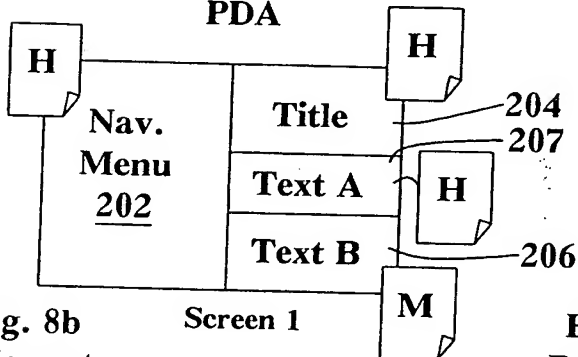 PDA
H
H
Nav.
Menu
202
Title
204
207
Text A
H
Text B
206
M
g. 8b
Screen 1